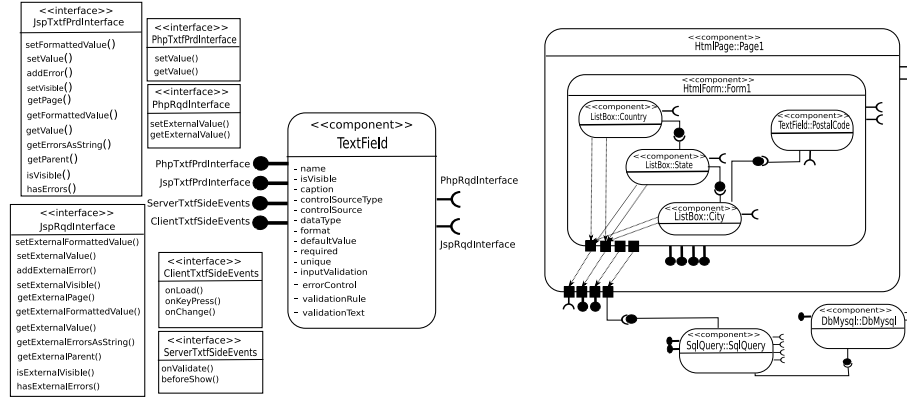 <<interface>>
JspTxtfPrdInterface
setFormattedValue()
setValue()
addError()
setVisible()
getPage()
getFormattedValue()
getValue()
getErrorsAsString()
getParent()
isVisible()
hasErrors()
<<interface>>
PhpTxtfPrdInterface
setValue()
getValue()
<<interface>>
PhpRqdInterface
setExternalValue()
getExternalValue()
<<interface>>
JspRqdInterface
setExternalFormattedValue()
setExternalValue()
addExternalError()
setExternalVisible()
getExternalPage()
getExternalFormattedValue()
getExternalValue()
getExternalErrorsAsString()
getExternalParent()
isExternalVisible()
hasExternalErrors()
<<interface>>
ClientTxtfSideEvents
onLoad()
onKeyPress()
onChange()
<<interface>>
ServerTxtfSideEvents
onValidate()
beforeShow()
PhpTxtfPrdInterface
JspTxtfPrdInterface
ServerTxtfSideEvents
ClientTxtfSideEvents
<<component>>
TextField
- name
- isVisible
- caption
- controlSourceType
- controlSource
- dataType
- format
- defaultValue
- required
- unique
- inputValidation
- errorControl
- validationRule
- validationText
PhpRqdInterface
JspRqdInterface
<<component>>
HtmlPage::Page1
<<component>>
HtmlForm::Form1
<<component>>
ListBox::Country
<<component>>
TextField::PostalCode
<<component>>
ListBox::State
<<component>>
ListBox::City
<<component>>
SqlQuery::SqlQuery
<<component>>
DbMysql::DbMysql